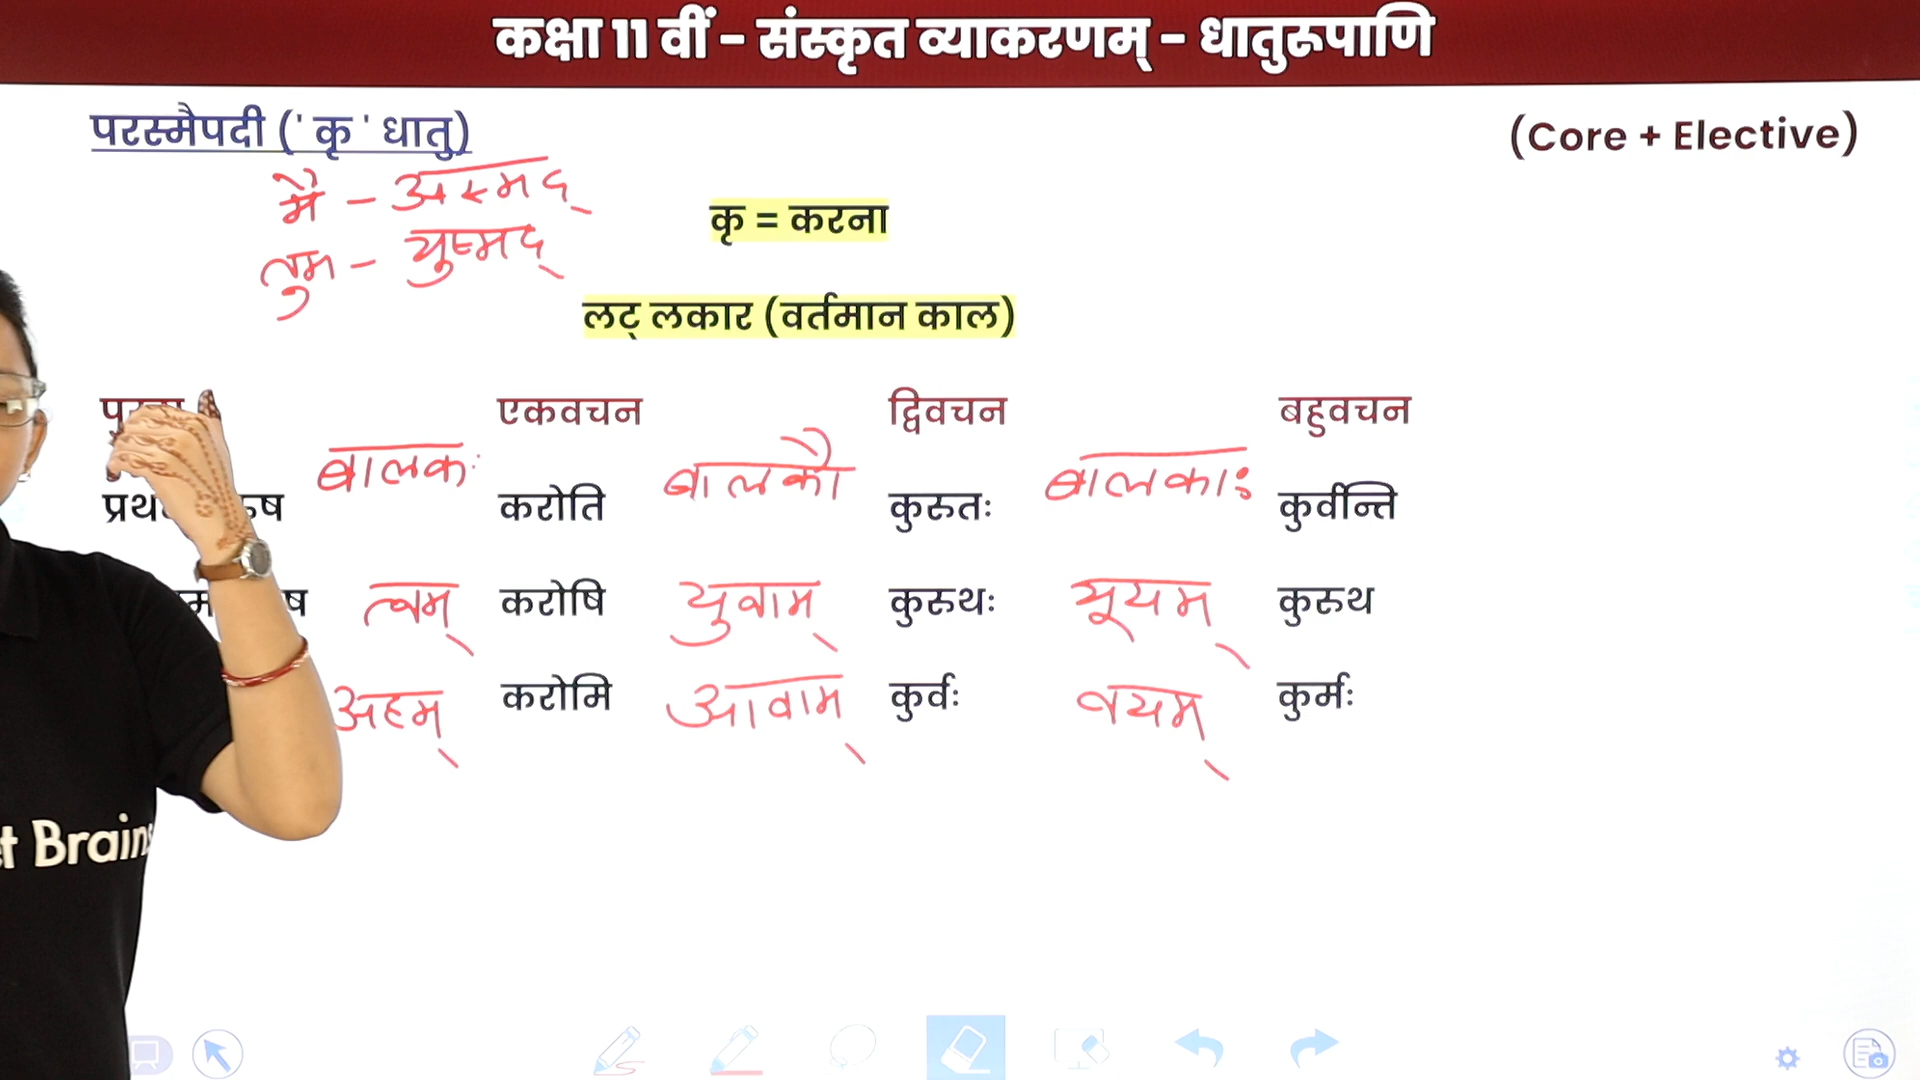 कक्षा 11 वीं - संस्कृत व्याकरणम् - धातुरूपाणि
परस्मैपदी (' कृ ' धातु)
(Core + Elective)
मै - अस्मद्
कृ = करना
तुम - युष्मद्
लट् लकार (वर्तमान काल)
एकवचन द्विवचन बहुवचन
बालकः करोति बालकौ कुरुतः बालकाः कुर्वन्ति
त्वम् करोषि युवाम् कुरुथः यूयम् कुरुथ
अहम् करोमि आवाम् कुर्वः वयम् कुर्मः
Brains